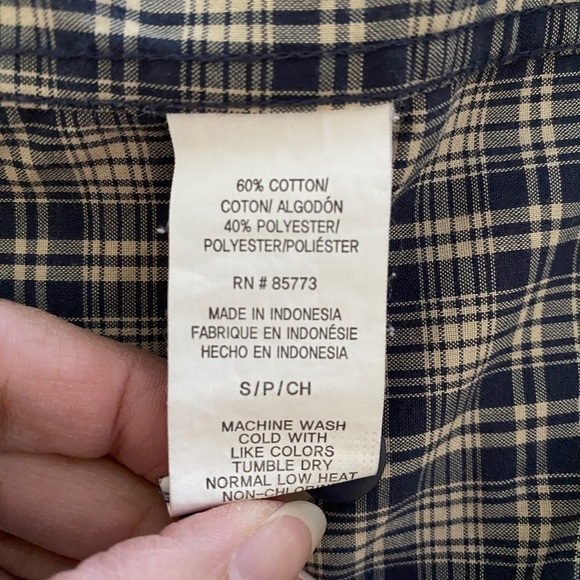 60% COTTON/
COTON/ ALGODÓN
40% POLYESTER/
POLYESTER/POLIÉSTER
RN # 85773
MADE IN INDONESIA
FABRIQUE EN INDONÉSIE
HECHO EN INDONESIA
S/P/CH
MACHINE WASH
COLD WITH
LIKE COLORS
TUMBLE DRY
NORMAL LOW HEAT